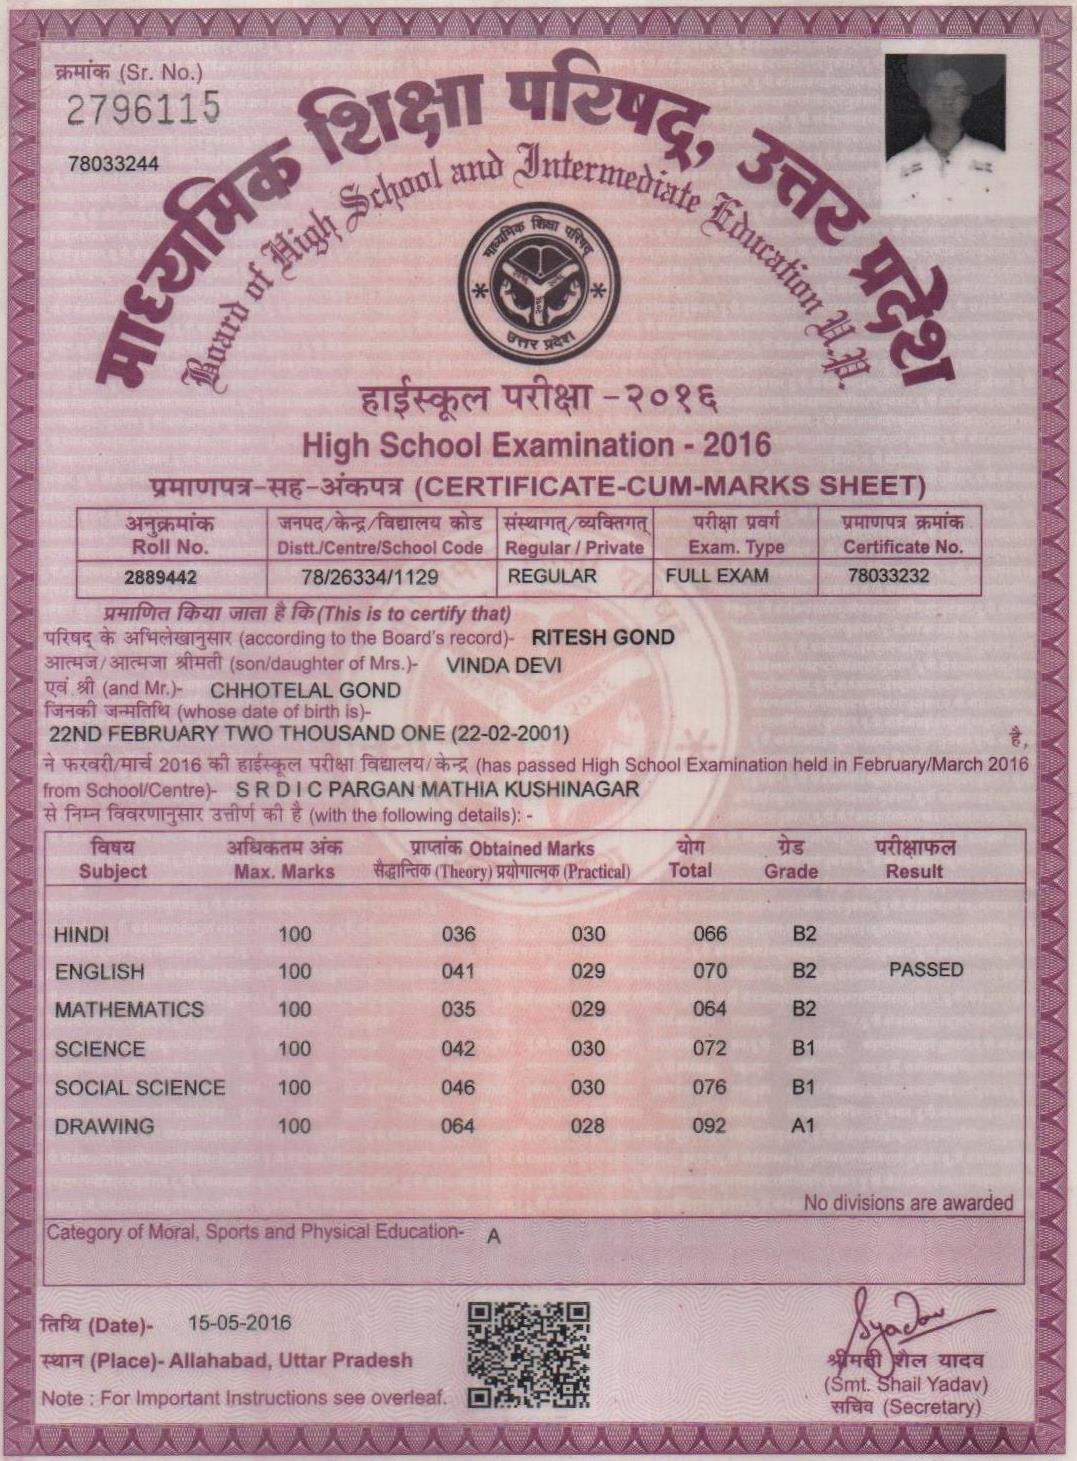 क्रमांक (Sr. No.)
2796115
78033244
माध्यमिक शिक्षा परिषद्, उत्तर प्रदेश
Board of High School and Intermediate Education U.P.
माध्यमिक शिक्षा परिषद्
उत्तर प्रदेश
हाईस्कूल परीक्षा - २०१६
High School Examination - 2016
प्रमाणपत्र-सह-अंकपत्र (CERTIFICATE-CUM-MARKS SHEET)
अनुक्रमांक जनपद/केन्द्र/विद्यालय कोड संस्थागत्/व्यक्तिगत् परीक्षा प्रवर्ग प्रमाणपत्र क्रमांक
Roll No. Distt./Centre/School Code Regular / Private Exam. Type Certificate No.
2889442 78/26334/1129 REGULAR FULL EXAM 78033232
प्रमाणित किया जाता है कि (This is to certify that)
परिषद् के अभिलेखानुसार (according to the Board's record)- RITESH GOND
आत्मज/आत्मजा श्रीमती (son/daughter of Mrs.)- VINDA DEVI
एवं श्री (and Mr.)- CHHOTELAL GOND
जिनकी जन्मतिथि (whose date of birth is)-
22ND FEBRUARY TWO THOUSAND ONE (22-02-2001) है,
ने फरवरी/मार्च 2016 की हाईस्कूल परीक्षा विद्यालय/केन्द्र (has passed High School Examination held in February/March 2016
from School/Centre)- S R D I C PARGAN MATHIA KUSHINAGAR
से निम्न विवरणानुसार उत्तीर्ण की है (with the following details): -
विषय अधिकतम अंक प्राप्तांक Obtained Marks योग ग्रेड परीक्षाफल
Subject Max. Marks सैद्धान्तिक (Theory) प्रयोगात्मक (Practical) Total Grade Result
HINDI 100 036 030 066 B2
ENGLISH 100 041 029 070 B2 PASSED
MATHEMATICS 100 035 029 064 B2
SCIENCE 100 042 030 072 B1
SOCIAL SCIENCE 100 046 030 076 B1
DRAWING 100 064 028 092 A1
No divisions are awarded
Category of Moral, Sports and Physical Education- A
तिथि (Date)- 15-05-2016
स्थान (Place)- Allahabad, Uttar Pradesh
Note : For Important Instructions see overleaf.
Syadav
श्रीमती शैल यादव
(Smt. Shail Yadav)
सचिव (Secretary)